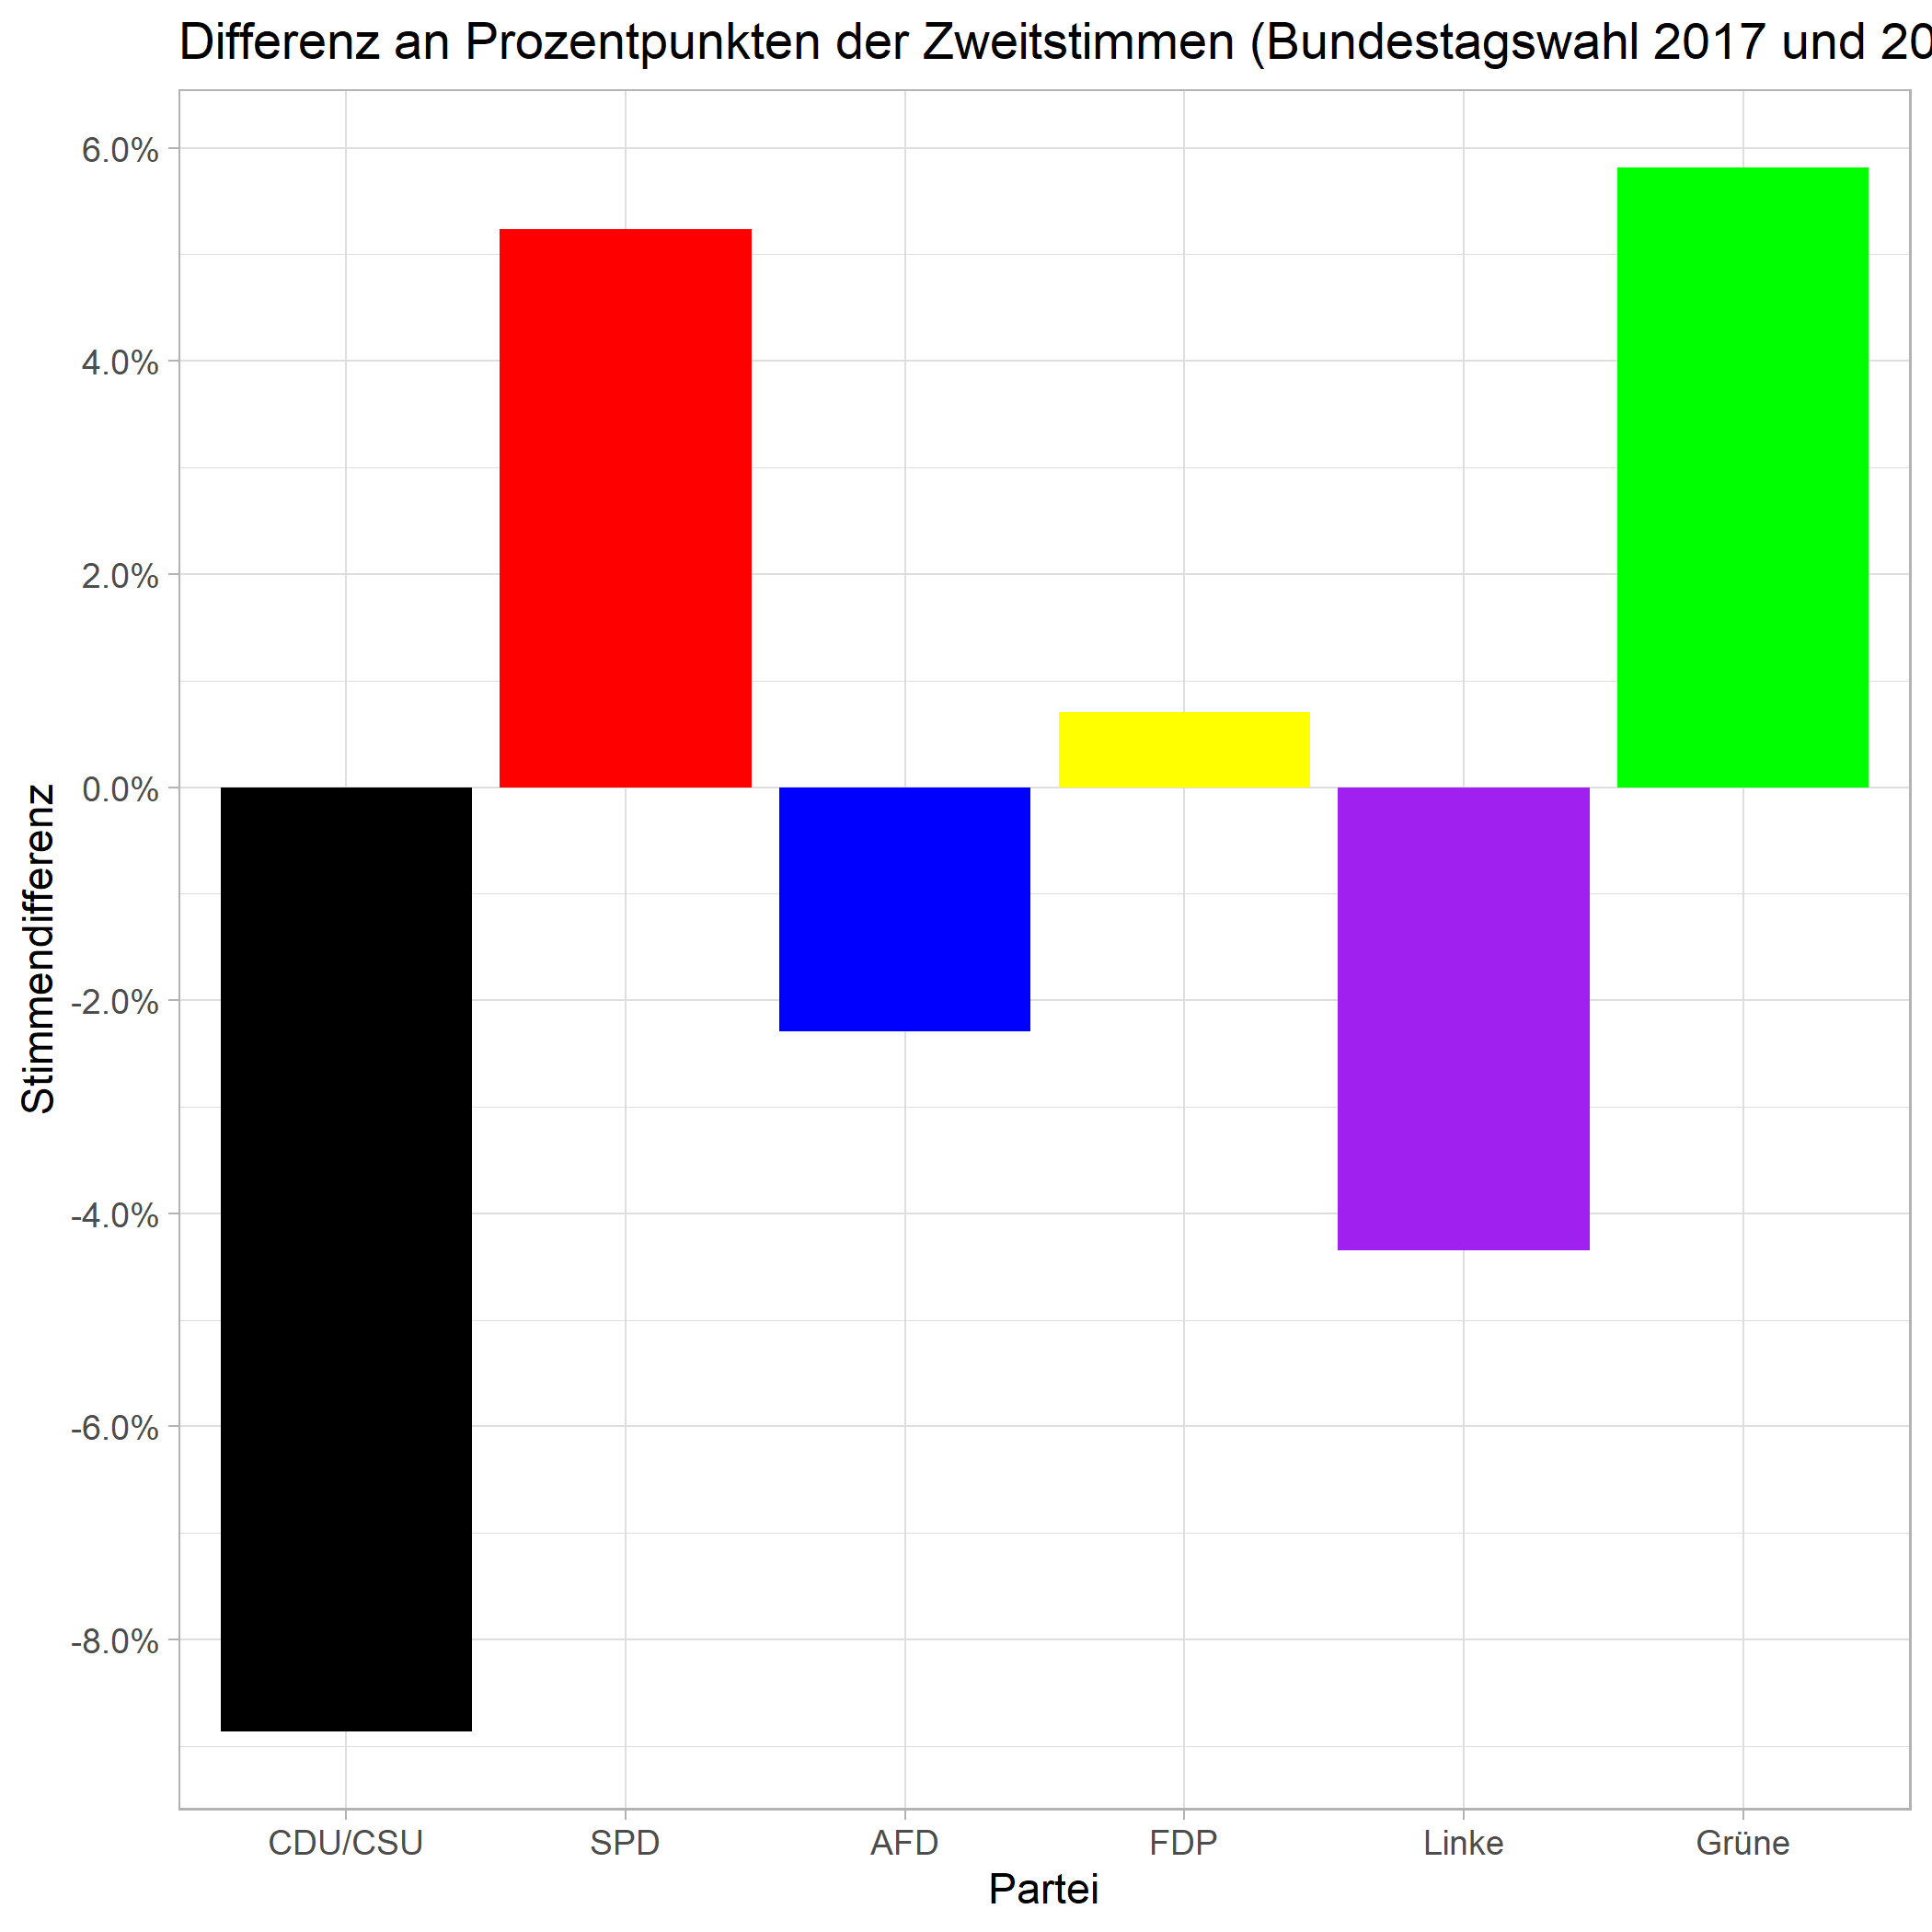 Differenz an Prozentpunkten der Zweitstimmen (Bundestagswahl 2017 und 20
6.0%
4.0%
2.0%
0.0%
-2.0%
-4.0%
-6.0%
-8.0%
Stimmendifferenz
CDU/CSU SPD AFD FDP Linke Grüne
Partei